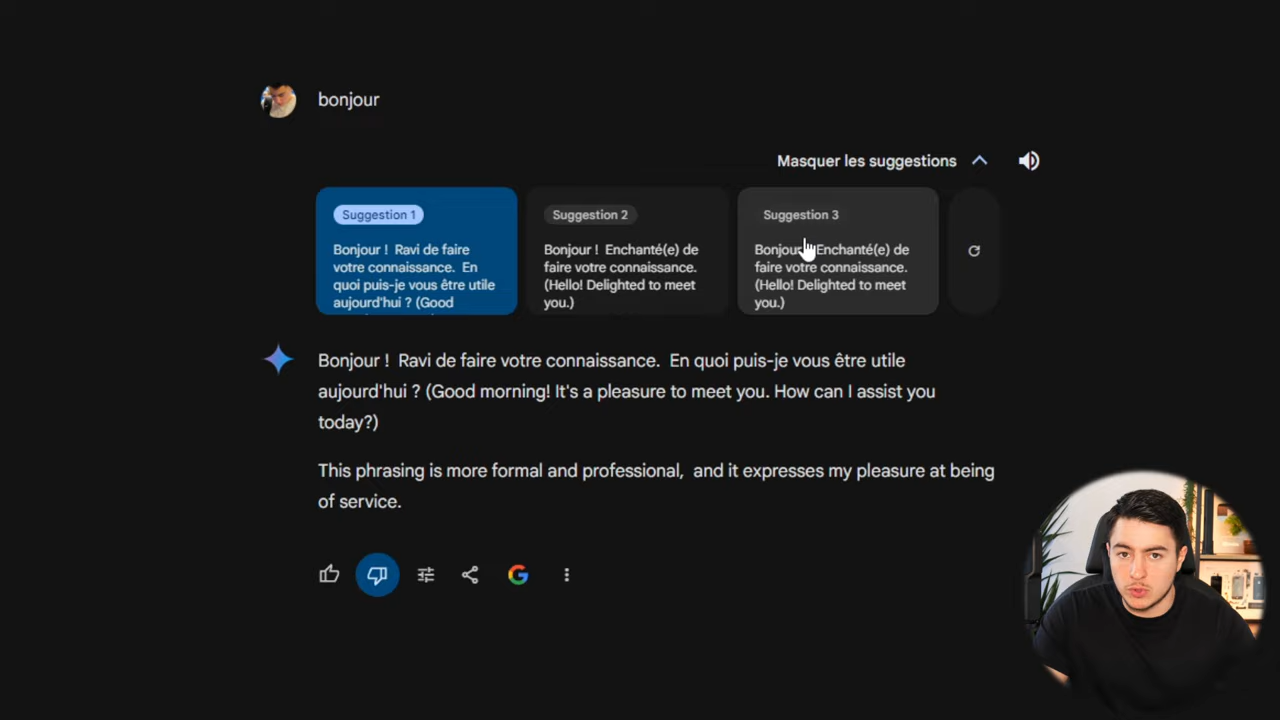 bonjour
Masquer les suggestions
Suggestion 1
Bonjour ! Ravi de faire
votre connaissance. En
quoi puis-je vous être utile
aujourd'hui ? (Good
Suggestion 2
Bonjour ! Enchanté(e) de
faire votre connaissance.
(Hello! Delighted to meet
you.)
Suggestion 3
Bonjour Enchanté(e) de
faire votre connaissance.
(Hello! Delighted to meet
you.)
Bonjour ! Ravi de faire votre connaissance. En quoi puis-je vous être utile
aujourd'hui ? (Good morning! It's a pleasure to meet you. How can I assist you
today?)
This phrasing is more formal and professional, and it expresses my pleasure at being
of service.